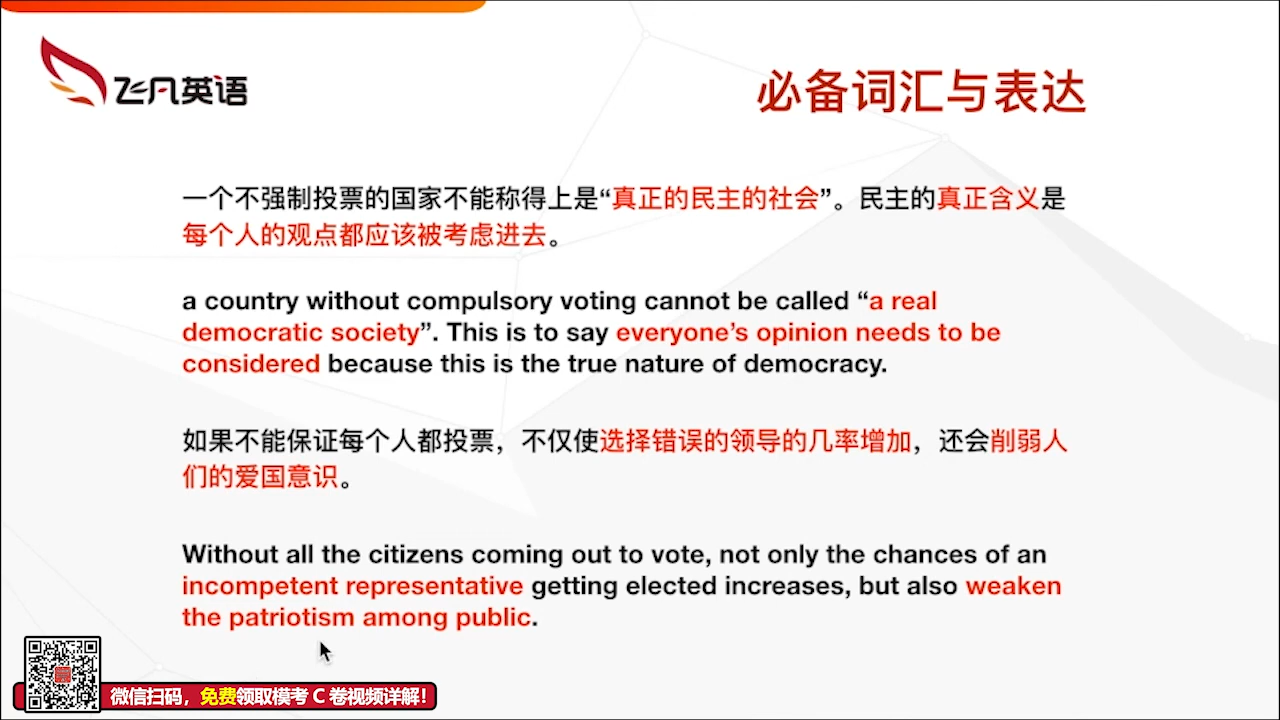 飞凡英语
必备词汇与表达
一个不强制投票的国家不能称得上是“真正的民主的社会”。民主的真正含义是
每个人的观点都应该被考虑进去。
a country without compulsory voting cannot be called “a real
democratic society”. This is to say everyone’s opinion needs to be
considered because this is the true nature of democracy.
如果不能保证每个人都投票，不仅使选择错误的领导的几率增加，还会削弱人
们的爱国意识。
Without all the citizens coming out to vote, not only the chances of an
incompetent representative getting elected increases, but also weaken
the patriotism among public.
微信扫码，免费领取模考 C 卷视频详解！